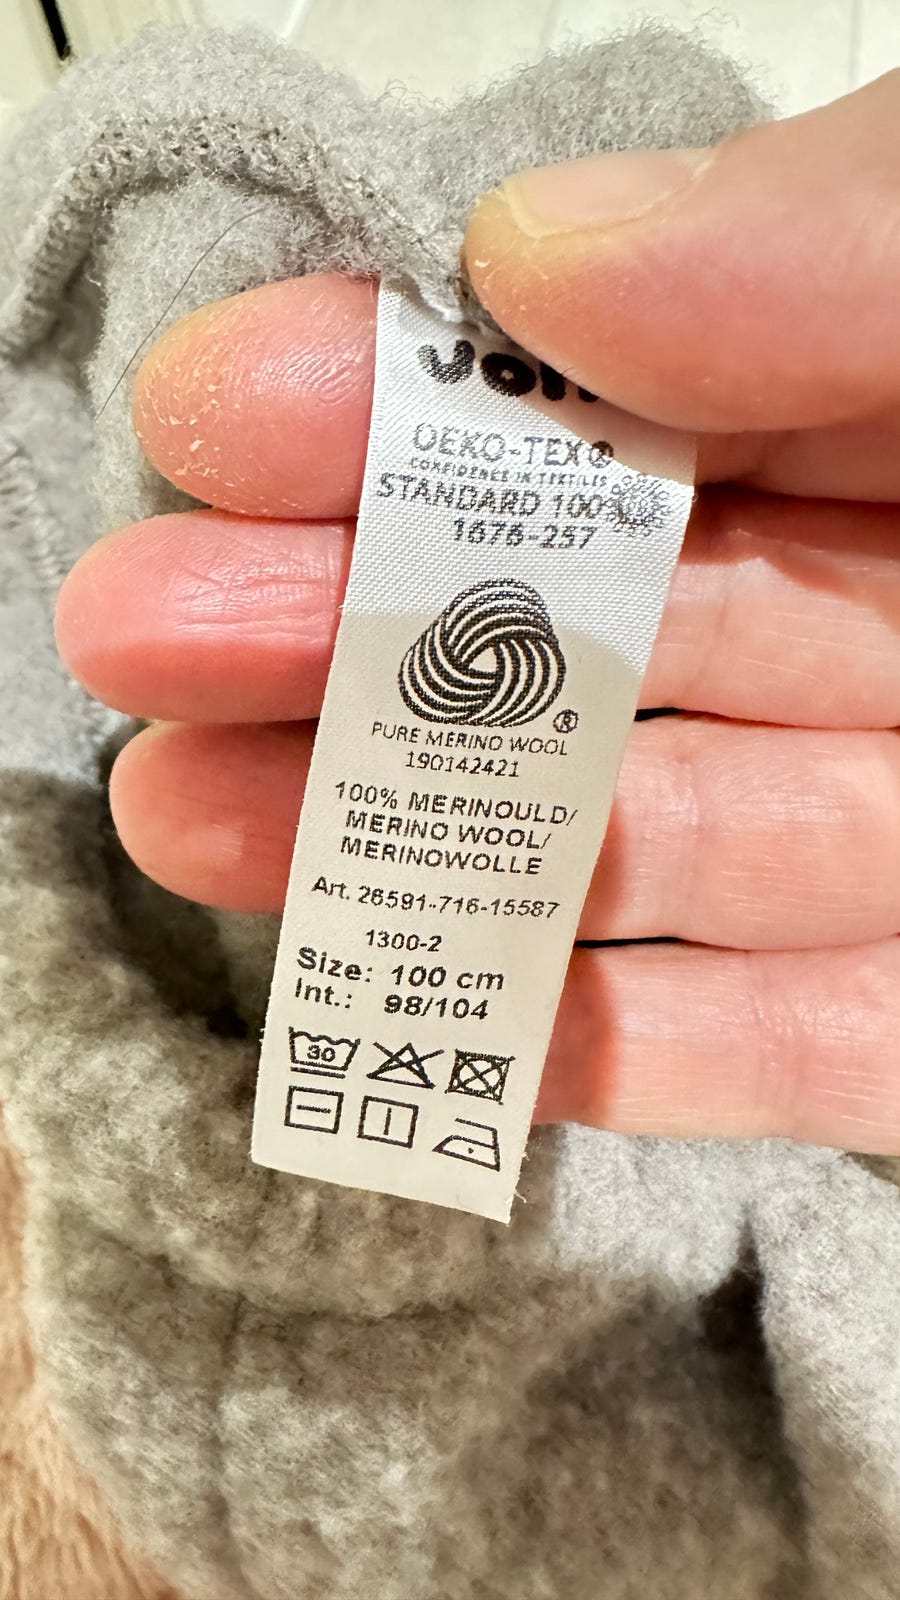 OEKO-TEX®
CONFIDENCE IN TEXTILES
STANDARD 100
1676-257
®
PURE MERINO WOOL
190142421
100% MERINOULD/
MERINO WOOL/
MERINOWOLLE
Art. 26591-716-15587
1300-2
Size: 100 cm
Int.: 98/104
30